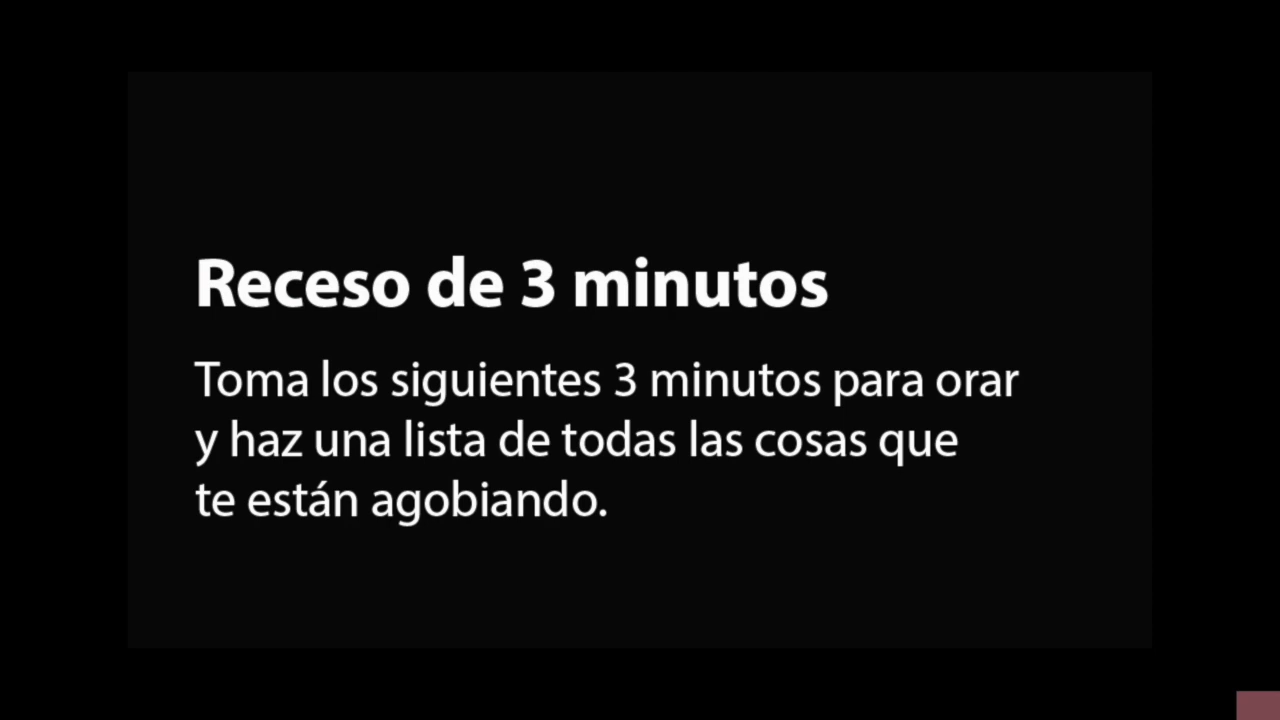 Receso de 3 minutos
Toma los siguientes 3 minutos para orar
y haz una lista de todas las cosas que
te están agobiando.